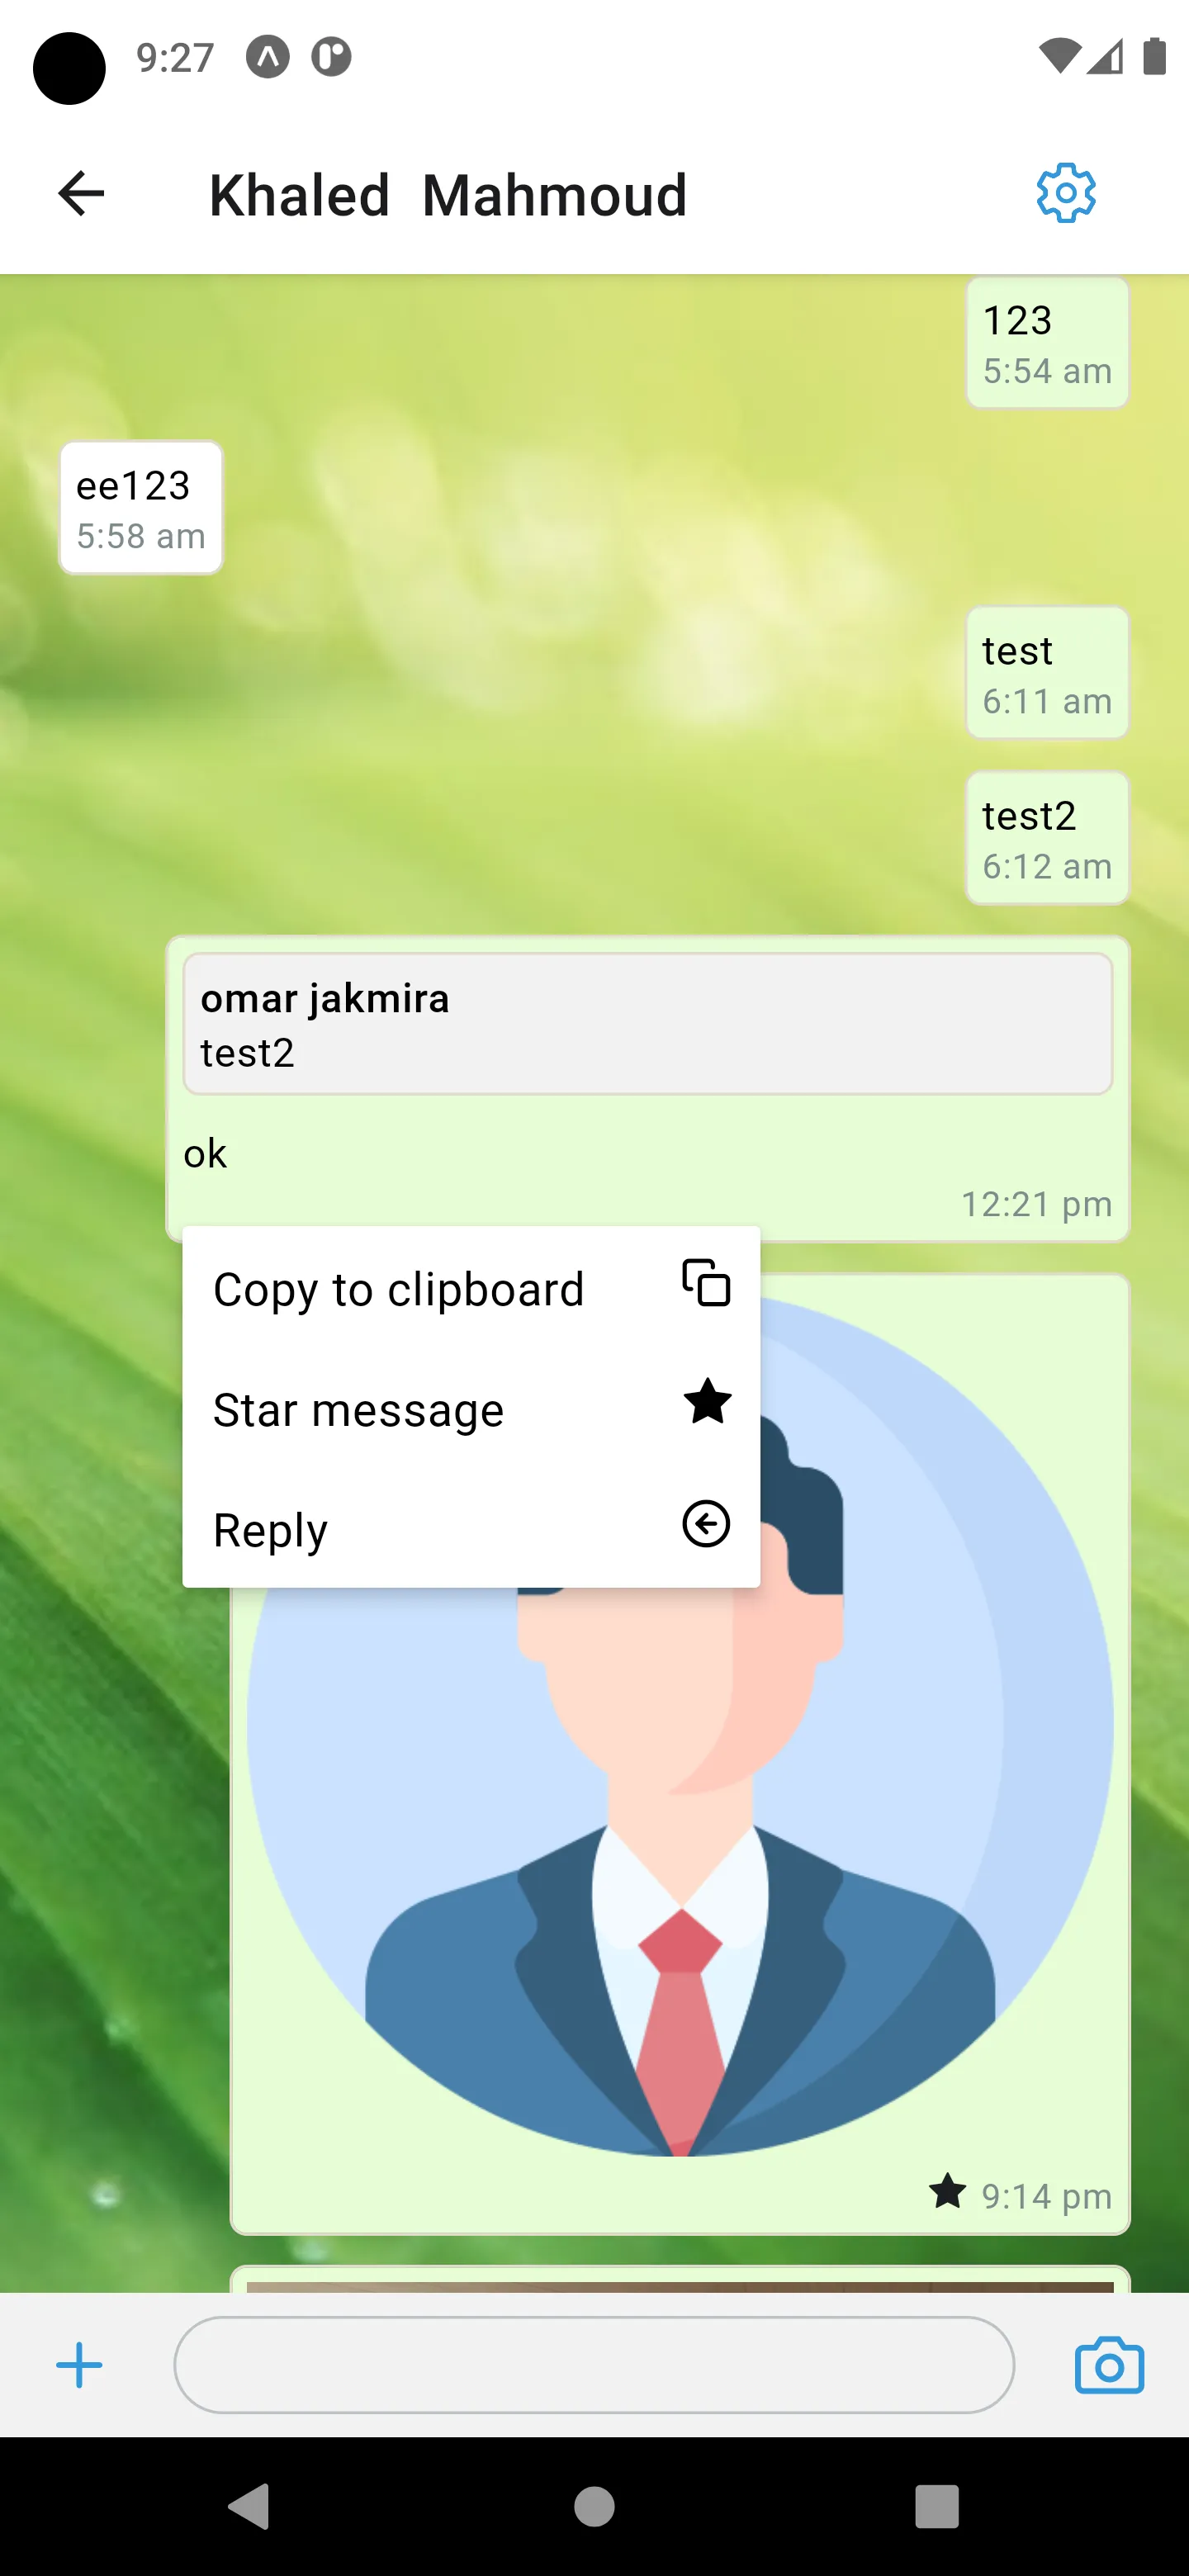 9:27
Khaled  Mahmoud
123
5:54 am
ee123
5:58 am
test
6:11 am
test2
6:12 am
omar jakmira
test2
ok
12:21 pm
Copy to clipboard
Star message
Reply
9:14 pm